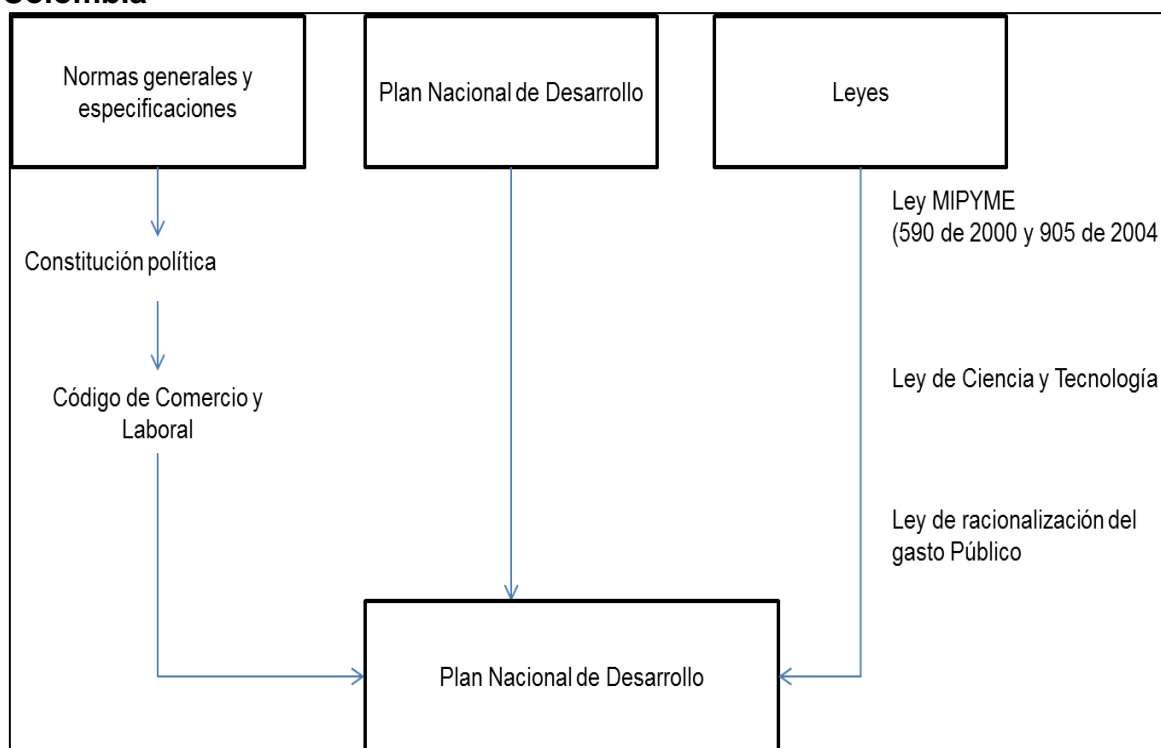 Colombia
Normas generales y
especificaciones
Plan Nacional de Desarrollo
Leyes
Ley MIPYME
(590 de 2000 y 905 de 2004
Constitución política
Ley de Ciencia y Tecnología
Código de Comercio y
Laboral
Ley de racionalización del
gasto Público
Plan Nacional de Desarrollo